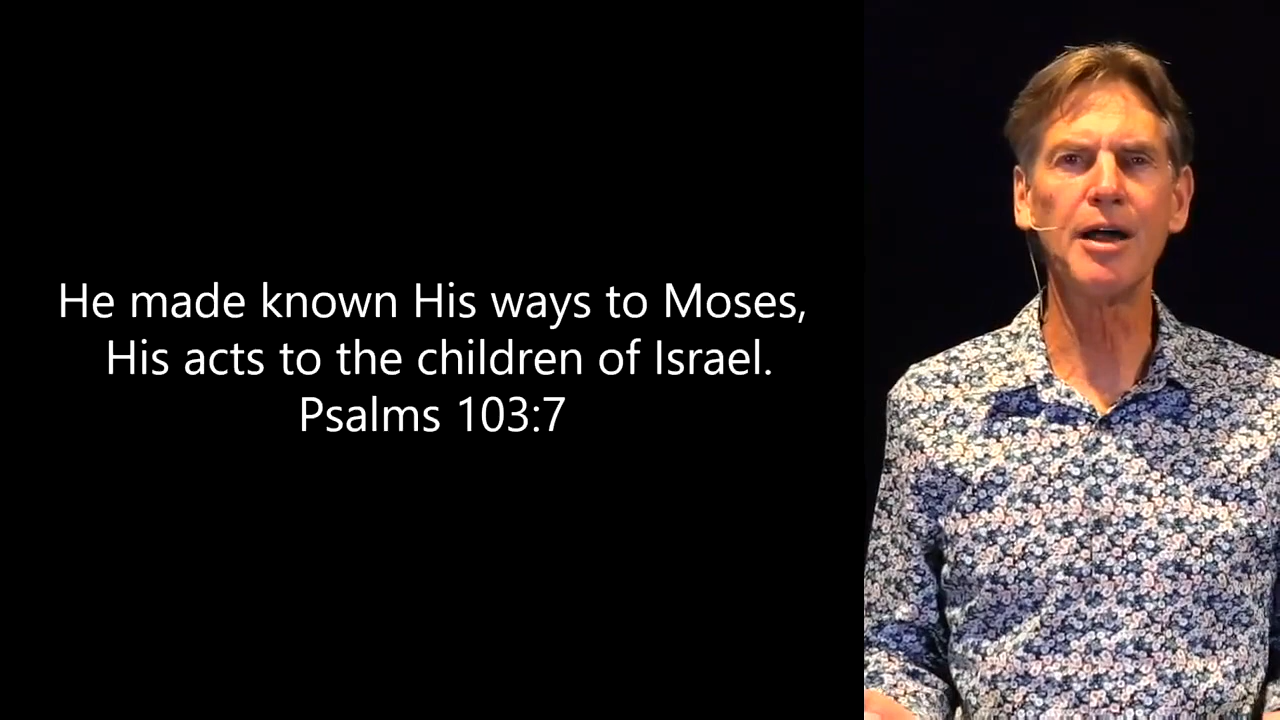 He made known His ways to Moses,
His acts to the children of Israel.
Psalms 103:7